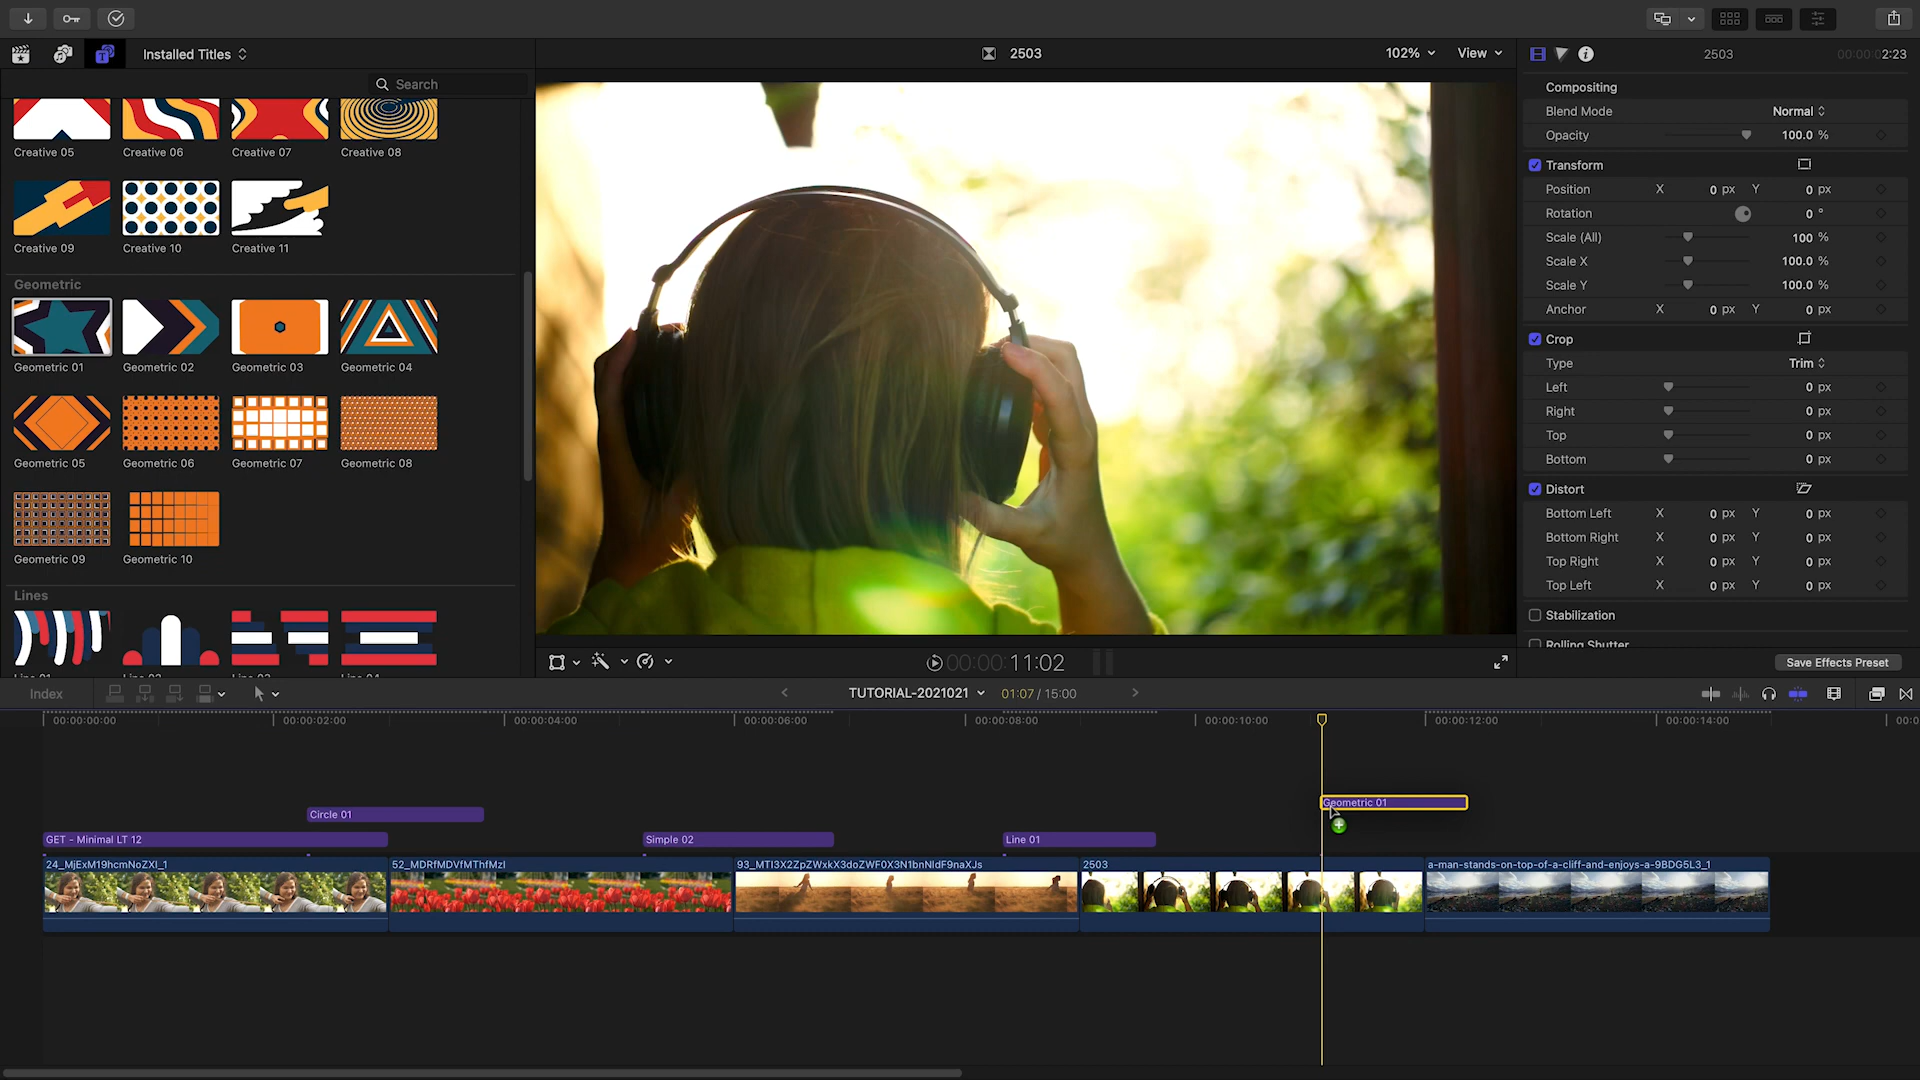 Installed Titles
2503
102%
View
2503
00:00:02:23
Search
Compositing
Blend Mode Normal
Opacity 100.0 %
Transform
Position X 0 px Y 0 px
Rotation 0 °
Scale (All) 100 %
Scale X 100.0 %
Scale Y 100.0 %
Anchor X 0 px Y 0 px
Crop
Type Trim
Left 0 px
Right 0 px
Top 0 px
Bottom 0 px
Distort
Bottom Left X 0 px Y 0 px
Bottom Right X 0 px Y 0 px
Top Right X 0 px Y 0 px
Top Left X 0 px Y 0 px
Stabilization
Rolling Shutter
Save Effects Preset
Creative 05 Creative 06 Creative 07 Creative 08
Creative 09 Creative 10 Creative 11
Geometric
Geometric 01 Geometric 02 Geometric 03 Geometric 04
Geometric 05 Geometric 06 Geometric 07 Geometric 08
Geometric 09 Geometric 10
Lines
00:00:00:11:02
Index
TUTORIAL-2021021
01:07 / 15:00
00:00:00:00 00:00:02:00 00:00:04:00 00:00:06:00 00:00:08:00 00:00:10:00 00:00:12:00 00:00:14:00
Geometric 01
Circle 01
GET - Minimal LT 12
Simple 02
Line 01
24_MjExM19hcmNoZXI_1
52_MDRfMDVfMThfMzI
93_MTI3X2ZpZWxkX3doZWF0X3N1bnNldF9naXJs
2503
a-man-stands-on-top-of-a-cliff-and-enjoys-a-9BDG5L3_1